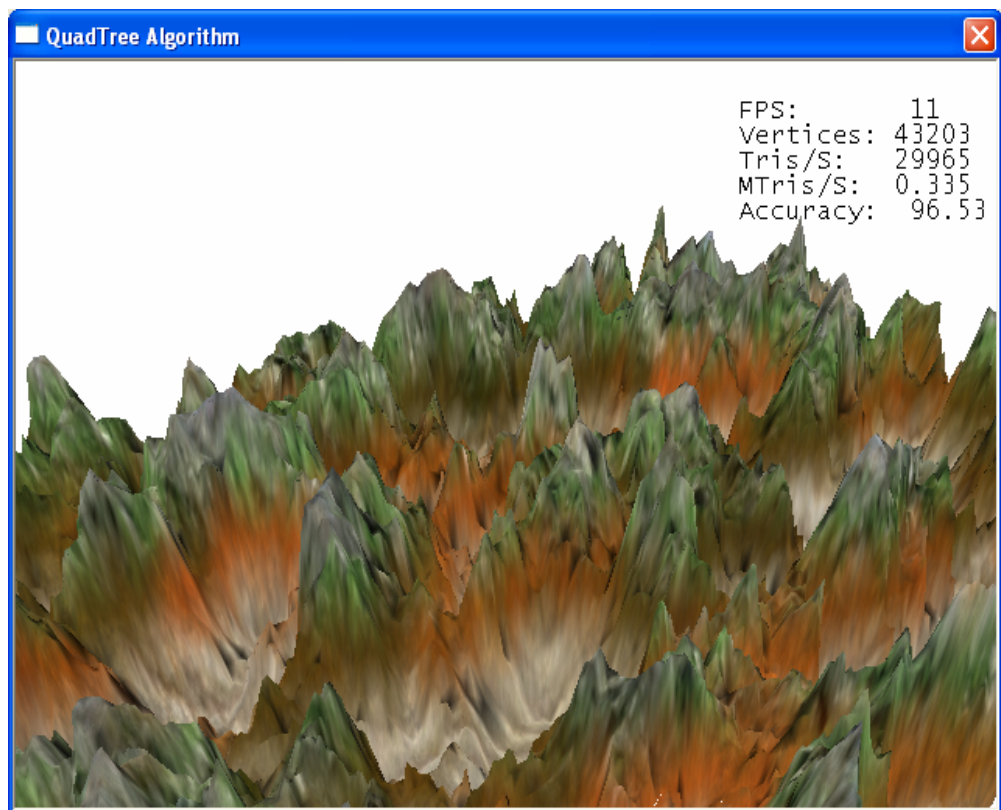 QuadTree Algorithm
FPS: 11
Vertices: 43203
Tris/S: 29965
MTris/S: 0.335
Accuracy: 96.53